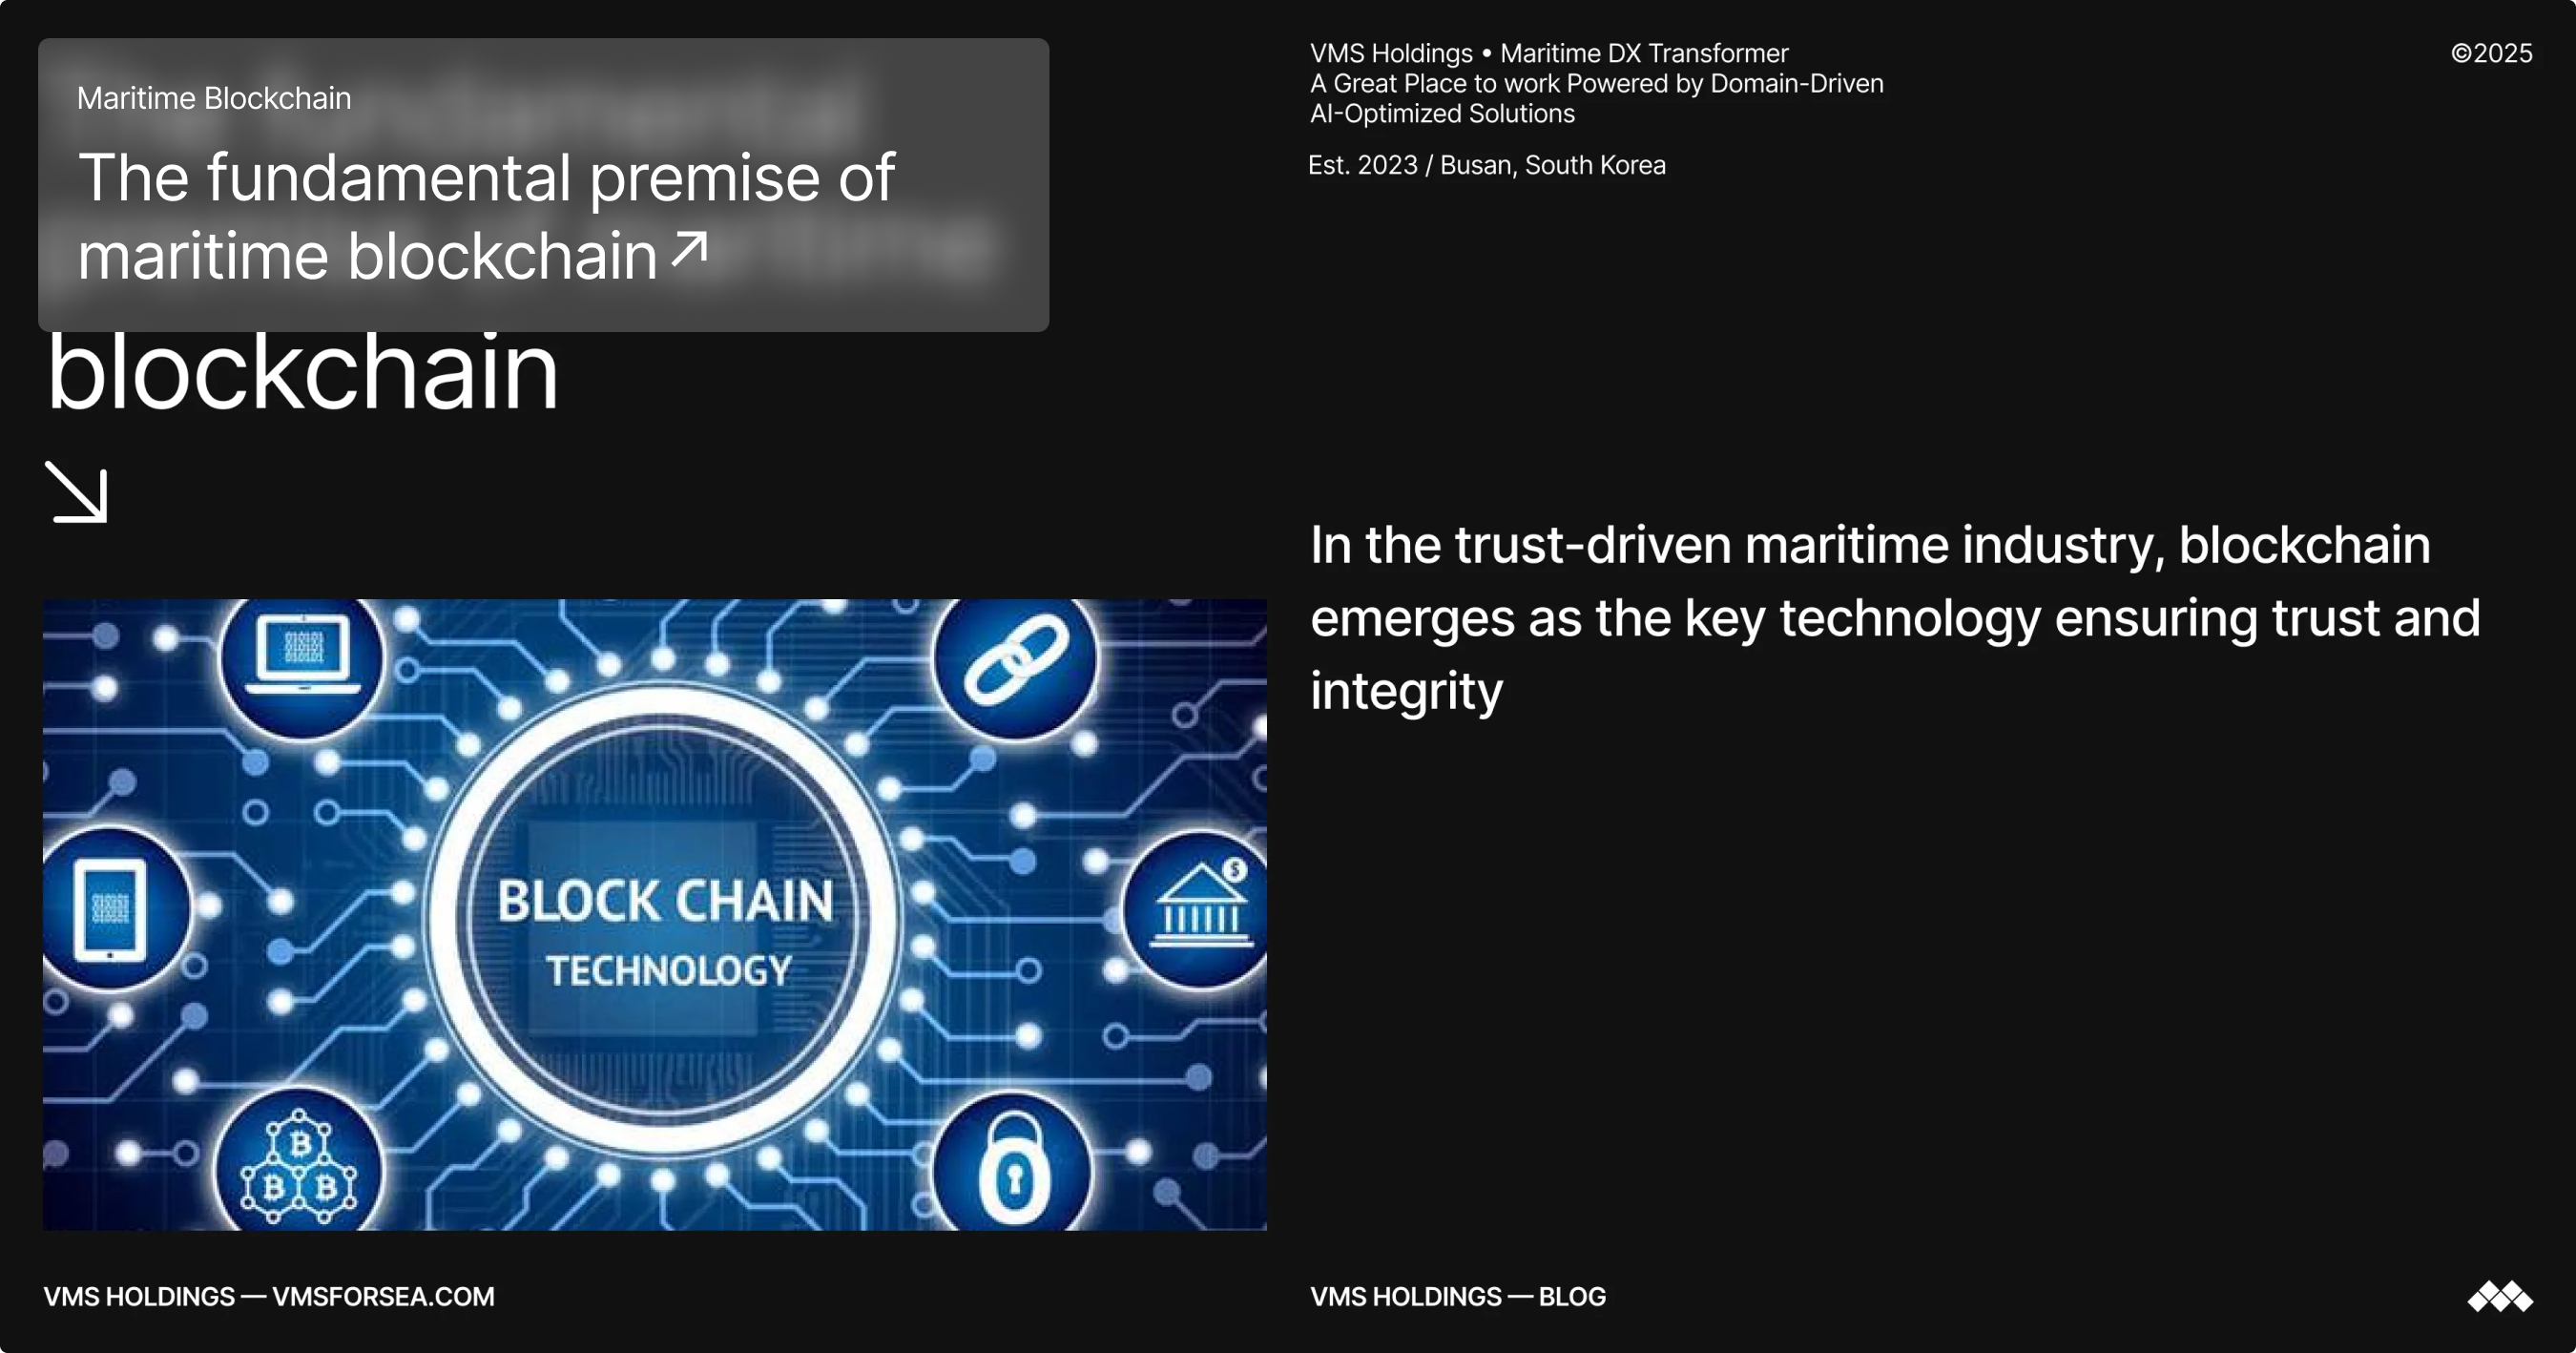 Maritime Blockchain
The fundamental premise of
maritime blockchain↗
blockchain
VMS Holdings • Maritime DX Transformer
A Great Place to work Powered by Domain-Driven
AI-Optimized Solutions
Est. 2023 / Busan, South Korea
©2025
In the trust-driven maritime industry, blockchain
emerges as the key technology ensuring trust and
integrity
BLOCK CHAIN
TECHNOLOGY
VMS HOLDINGS — VMSFORSEA.COM
VMS HOLDINGS — BLOG